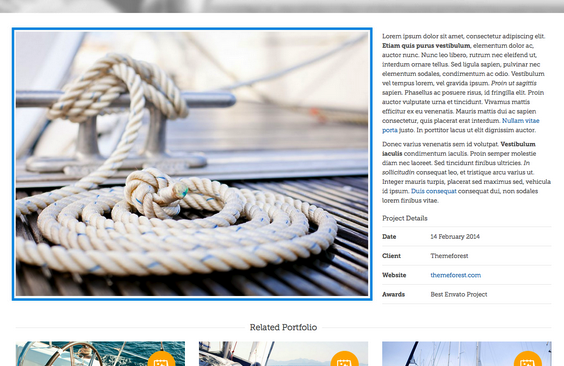 Lorem ipsum dolor sit amet, consectetur adipiscing elit.
Etiam quis purus vestibulum, elementum dolor ac,
auctor nunc. Nunc leo libero, rutrum nec eleifend ut,
interdum ornare tellus. Sed ligula sapien, pulvinar nec
elementum sodales, condimentum ac odio. Vestibulum
vel tempus lorem, vel gravida ipsum. Proin ut sagittis
sapien. Phasellus ac posuere risus, id fringilla elit. Proin
auctor vulputate urna et tincidunt. Vivamus mattis
efficitur ex eu venenatis. Mauris mattis dui ac sapien
consectetur, quis placerat erat interdum. Nullam vitae
porta justo. In porttitor lacus ut elit dignissim auctor.
Donec varius venenatis sem id volutpat. Vestibulum
iaculis condimentum iaculis. Proin semper molestie
diam nec laoreet. Sed tincidunt finibus ultricies. In
sollicitudin consequat leo, et tristique arcu varius ut.
Integer mauris turpis, placerat sed maximus sed, vehicula
id ipsum. Duis consequat consequat dui, non sodales
lorem finibus vitae.
Project Details
Date 14 February 2014
Client Themeforest
Website themeforest.com
Awards Best Envato Project
Related Portfolio